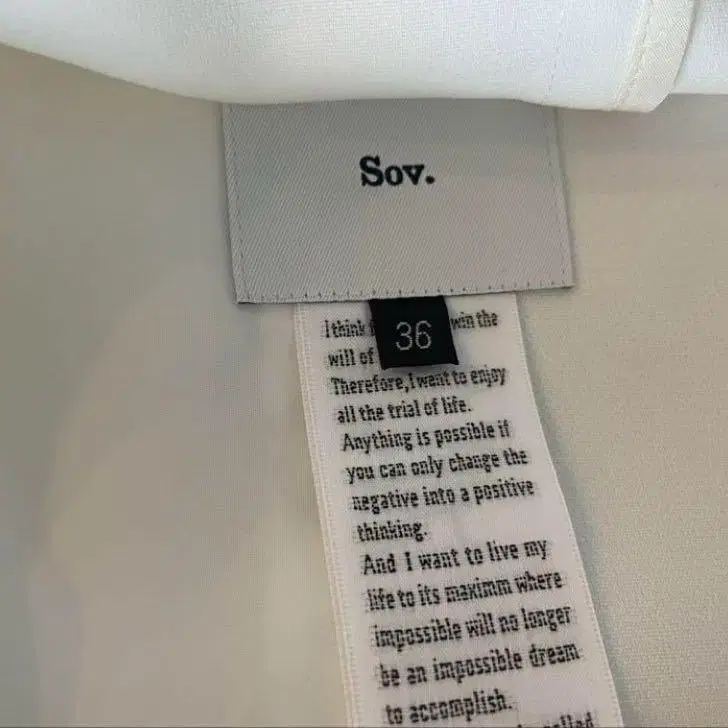 Sov.
36
I think
win the
will of
Therefore, I want to enjoy
all the trial of life.
Anything is possible if
you can only change the
negative into a positive
thinking.
And I want to live my
life to its maximm where
impossible will no longer
be an impossible dream
to accomplish.